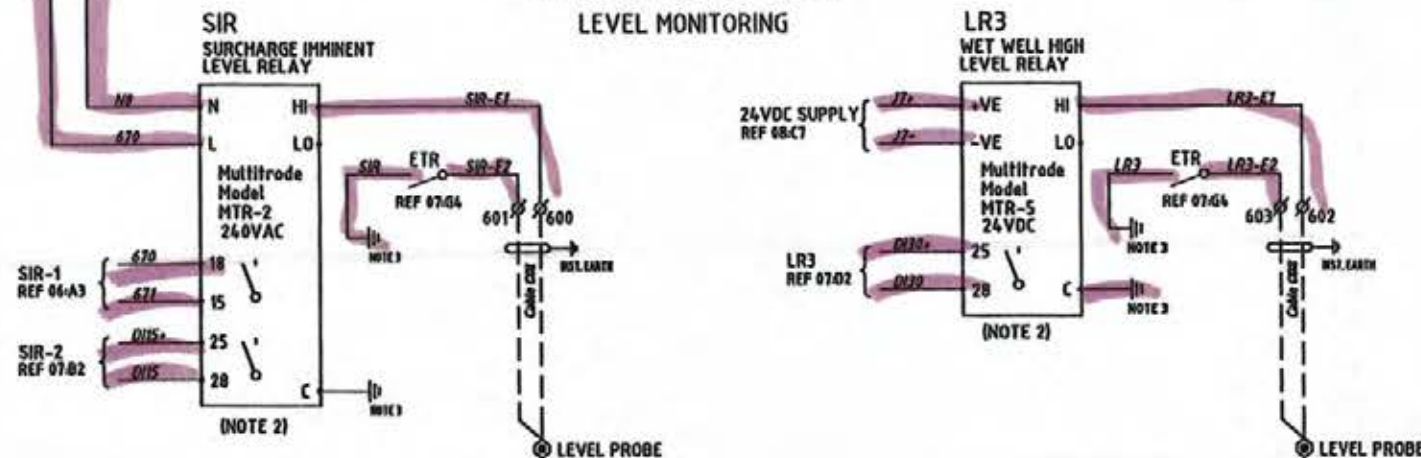 LEVEL MONITORING
SIR
SURCHARGE IMMINENT
LEVEL RELAY
N0
N
HI
SIR-E1
670
L
LO
Multitrode
Model
MTR-2
240VAC
SIR
ETR
SIR-E2
REF 07:G4
601
600
NOTE 3
INST. EARTH
SIR-1
REF 06:A3
670
18
671
15
SIR-2
REF 07:B2
DI15+
25
DI15
28
C
NOTE 3
(NOTE 2)
LEVEL PROBE
LR3
WET WELL HIGH
LEVEL RELAY
24VDC SUPPLY
REF 08:C7
J7+
+VE
HI
LR3-E1
J7-
-VE
LO
Multitrode
Model
MTR-5
24VDC
LR3
ETR
LR3-E2
REF 07:G4
603
602
NOTE 3
INST. EARTH
LR3
REF 07:D2
DI30+
25
DI30
28
C
NOTE 3
(NOTE 2)
LEVEL PROBE